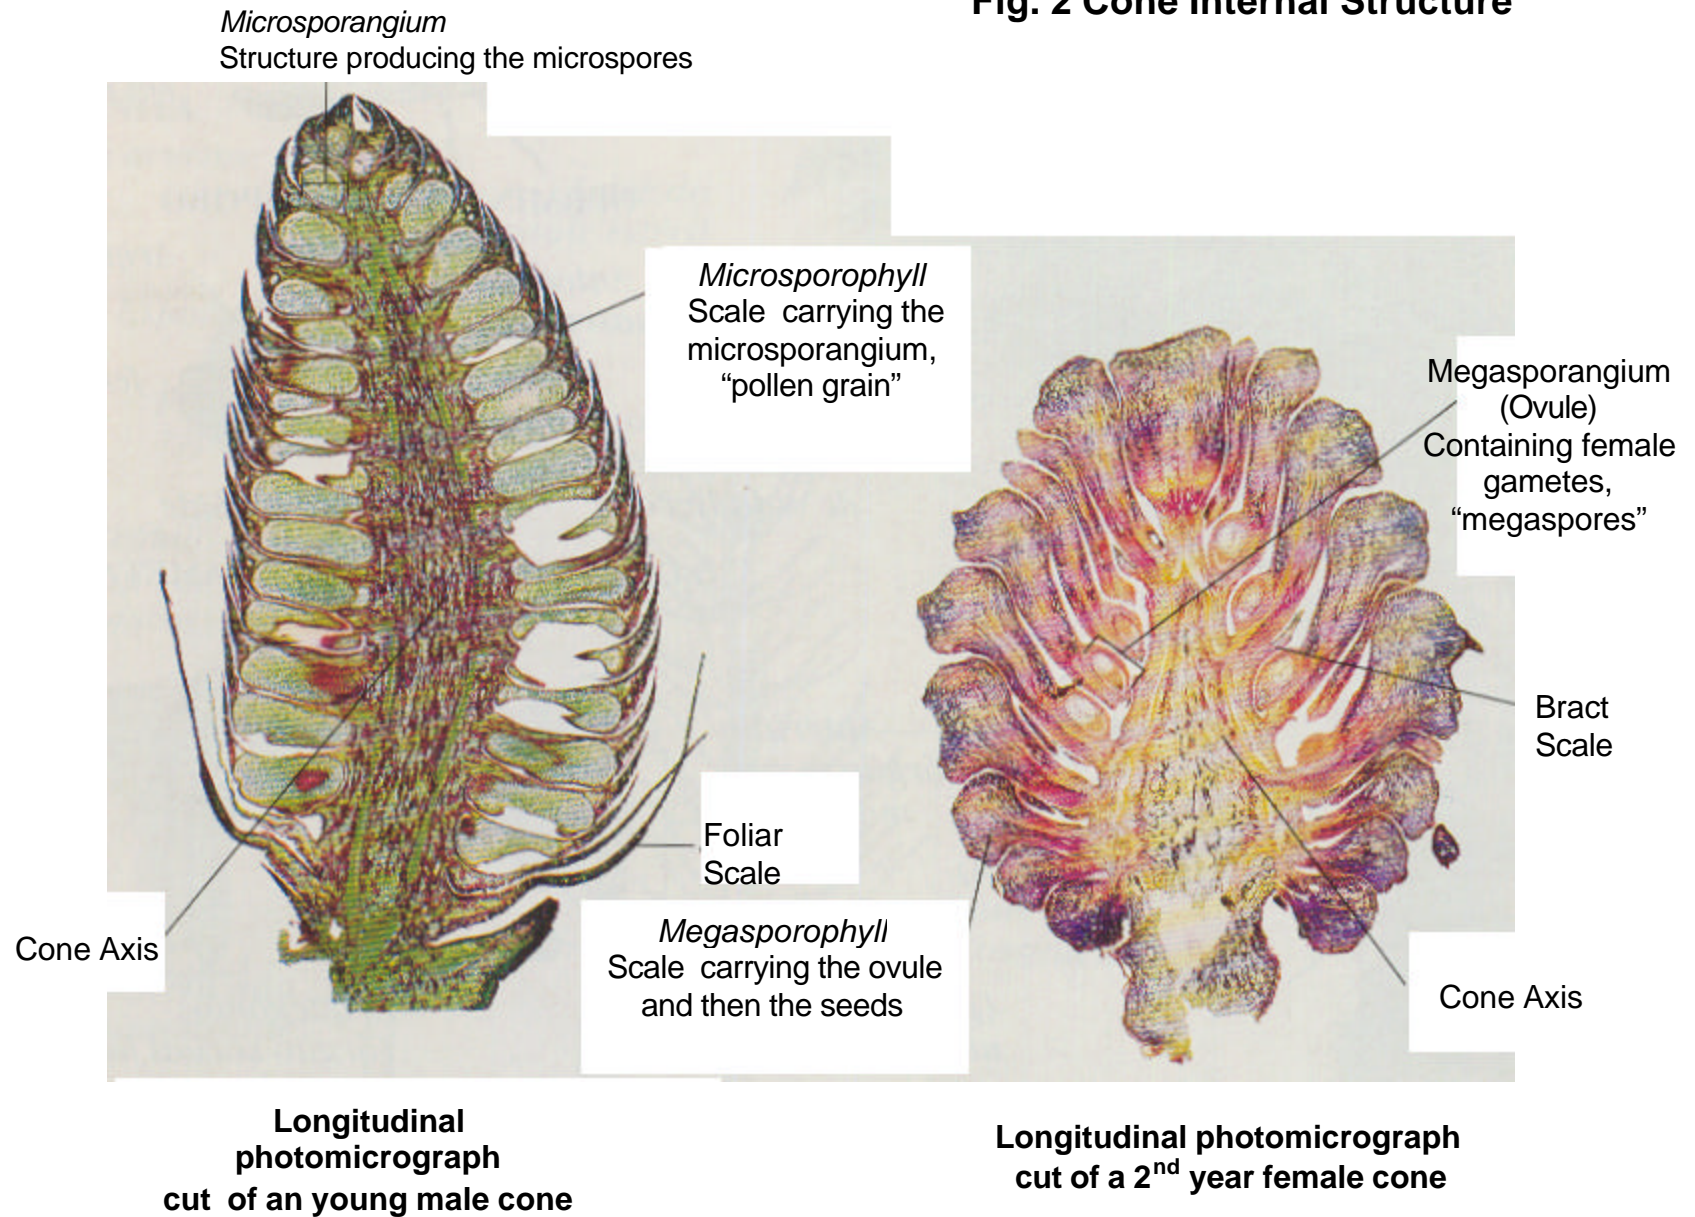 Fig. 2 Cone Internal Structure
Microsporangium
Structure producing the microspores
Microsporophyll
Scale carrying the
microsporangium,
“pollen grain”
Megasporangium
(Ovule)
Containing female
gametes,
“megaspores”
Bract
Scale
Foliar
Scale
Megasporophyll
Scale carrying the ovule
and then the seeds
Cone Axis
Cone Axis
Longitudinal
photomicrograph
cut of an young male cone
Longitudinal photomicrograph
cut of a 2nd year female cone